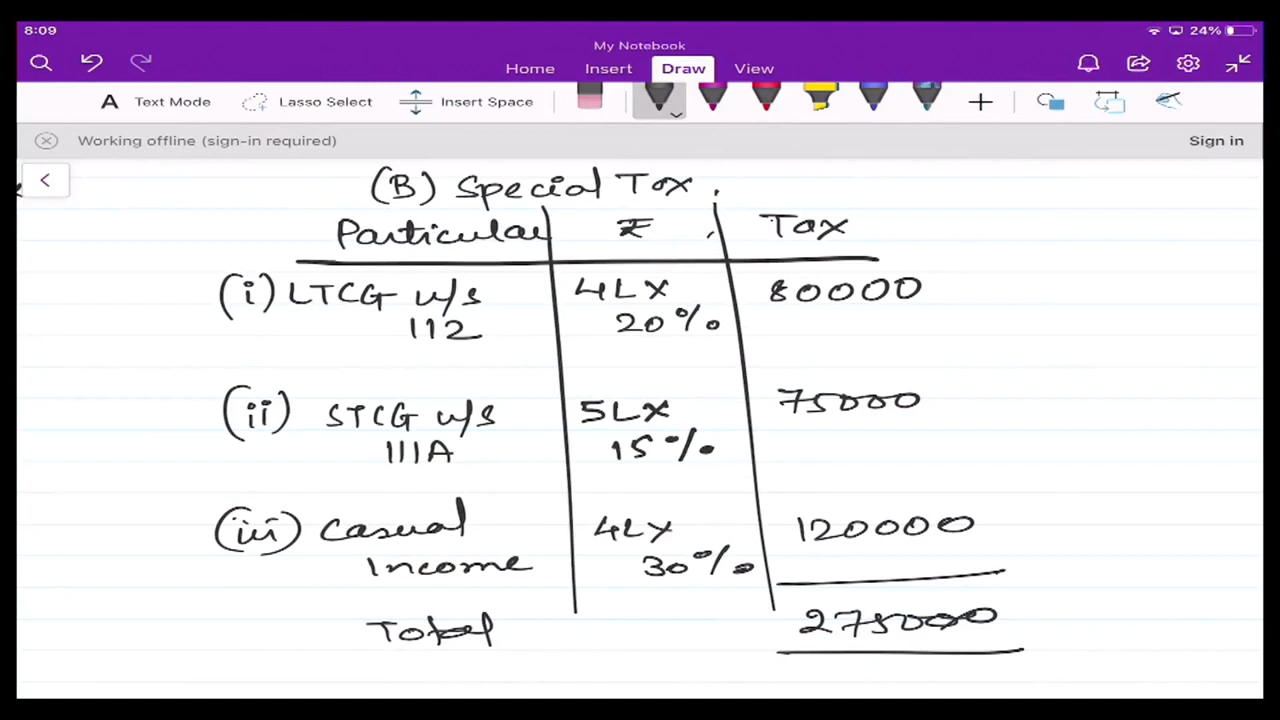 8:09
24%
My Notebook
Home Insert Draw View
A Text Mode Lasso Select Insert Space
Working offline (sign-in required) Sign in
(B) Special Tax.
Particular ₹ Tax
(i) LTCG u/s 4L X 80000
112 20%
(ii) STCG u/s 5L X 75000
111A 15%
(iii) Casual 4L X 120000
Income 30%
Total 275000